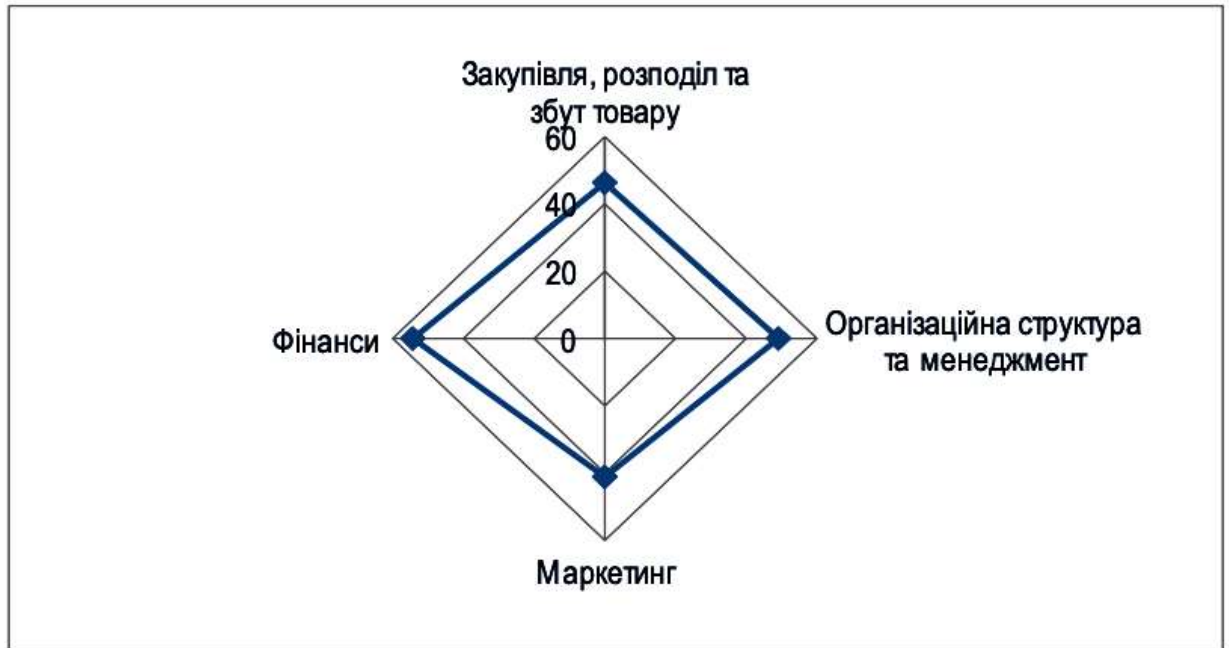 Закупівля, розподіл та
збут товару
60
40
20
0
Фінанси
Організаційна структура
та менеджмент
Маркетинг